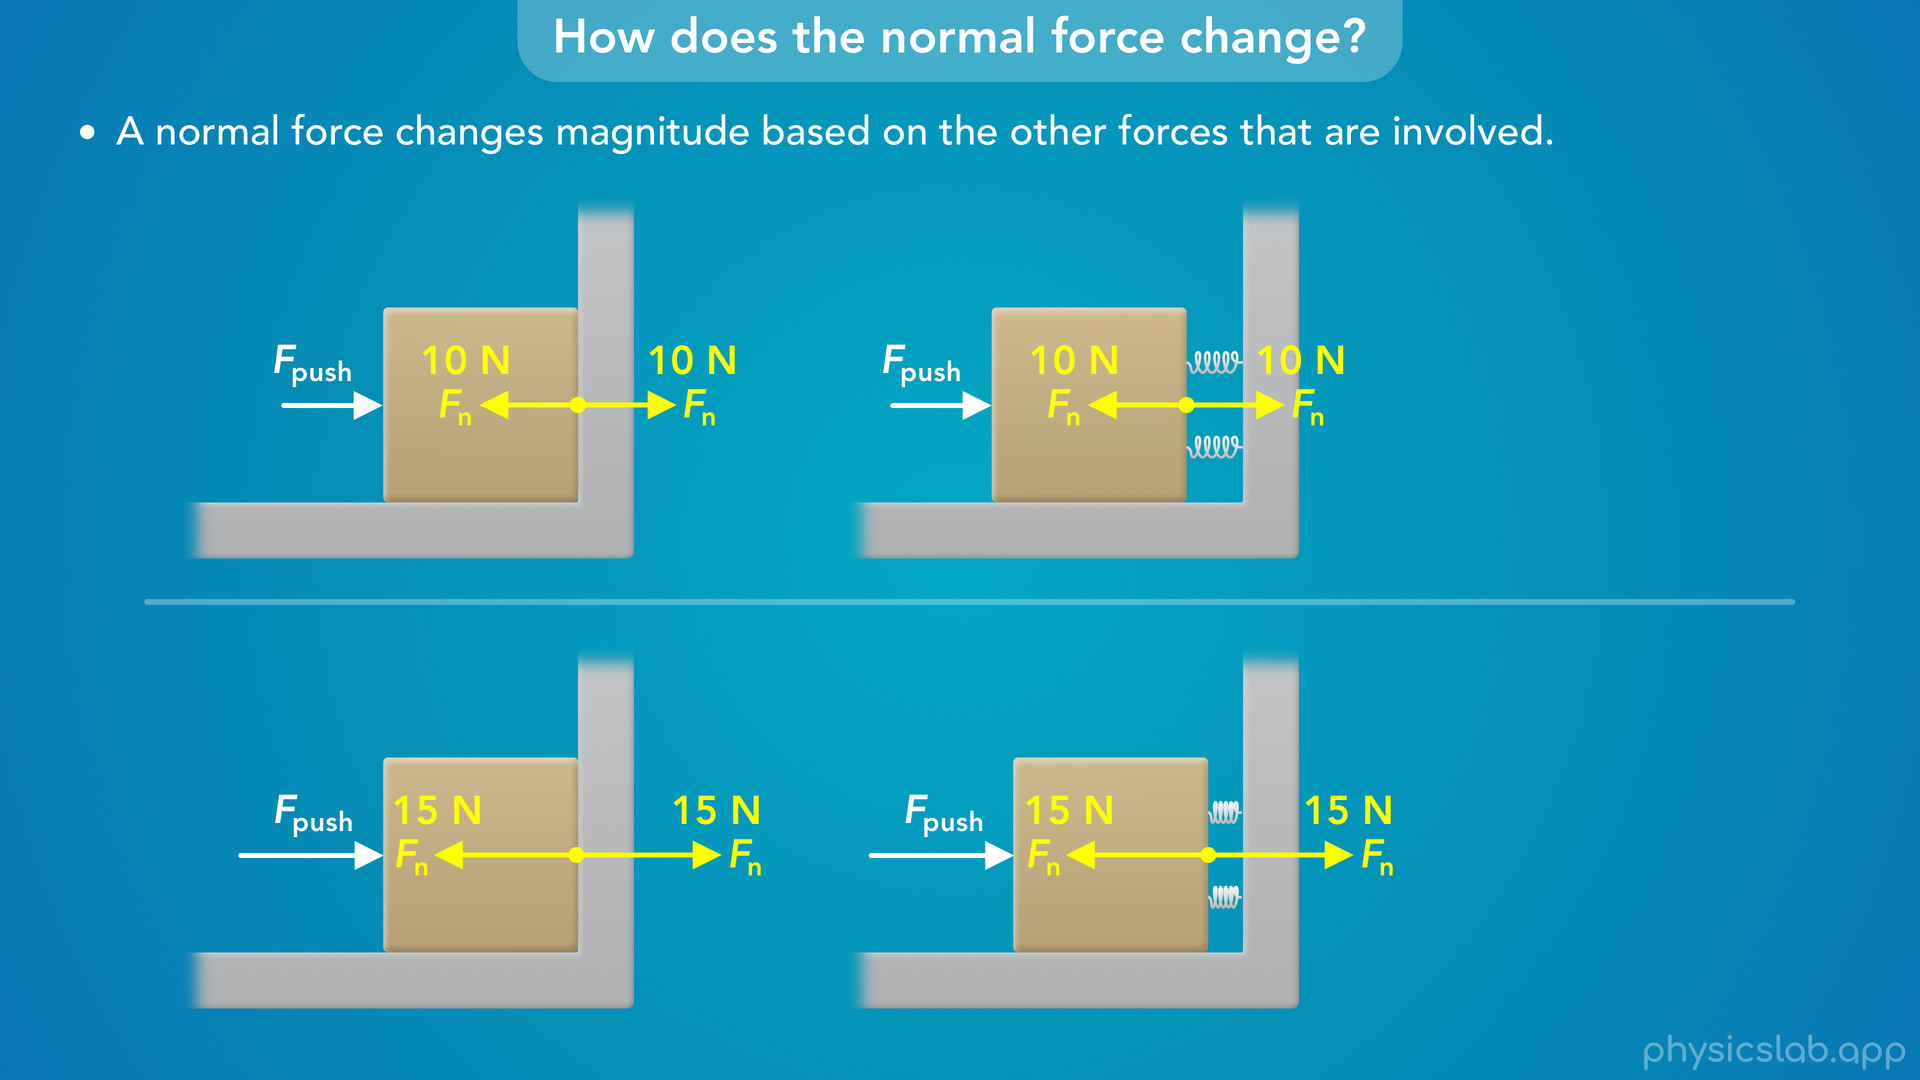 How does the normal force change?
• A normal force changes magnitude based on the other forces that are involved.
Fpush 10 N Fn 10 N Fn
Fpush 10 N Fn 10 N Fn
Fpush 15 N Fn 15 N Fn
Fpush 15 N Fn 15 N Fn
physicslab.app